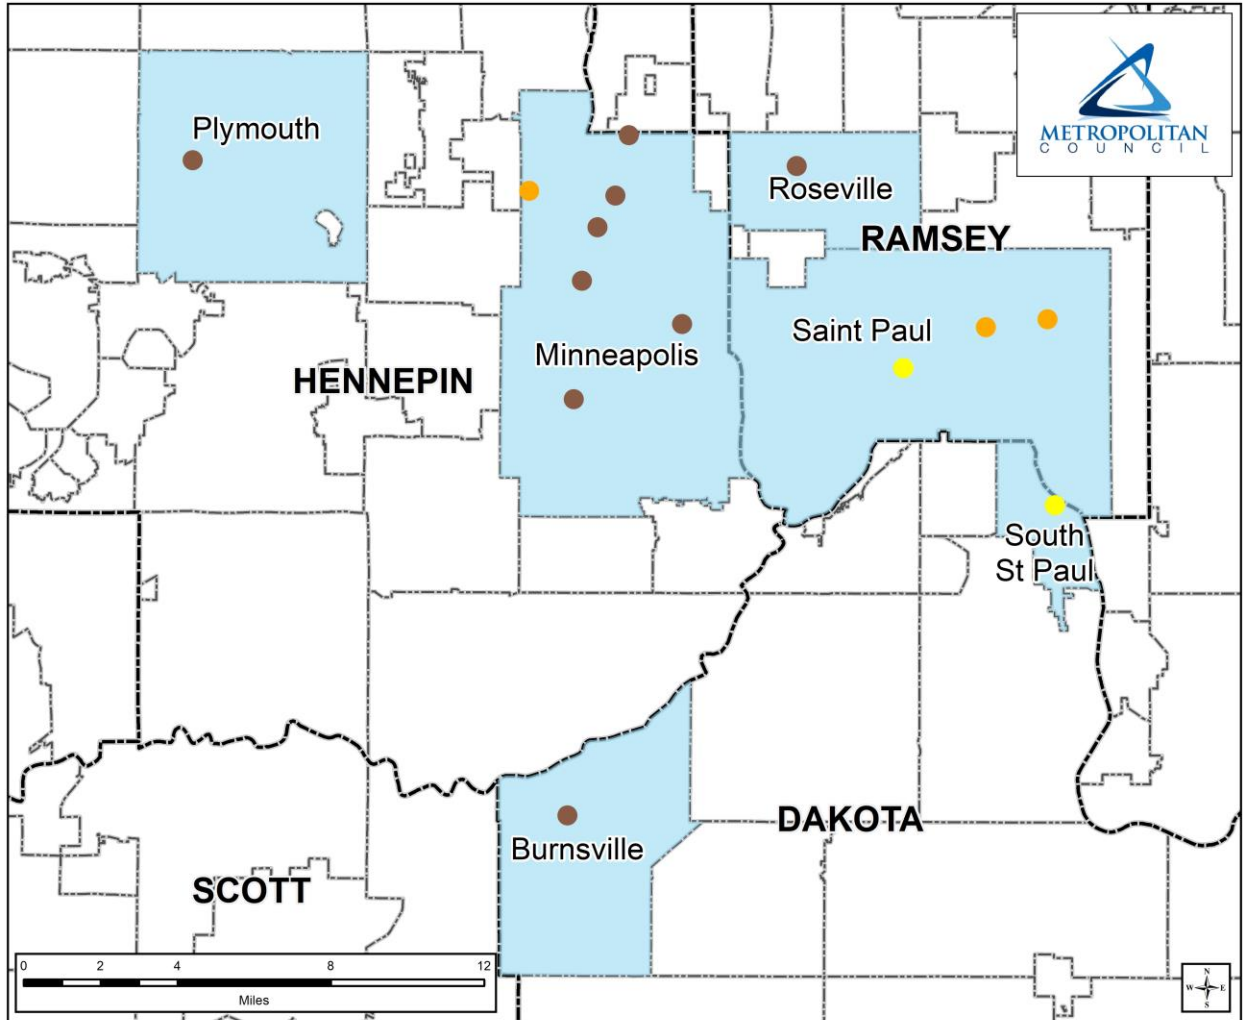 METROPOLITAN
COUNCIL
Plymouth
Roseville
RAMSEY
Saint Paul
Minneapolis
HENNEPIN
South
St Paul
DAKOTA
Burnsville
SCOTT
0 2 4 8 12
Miles
N
W E
S